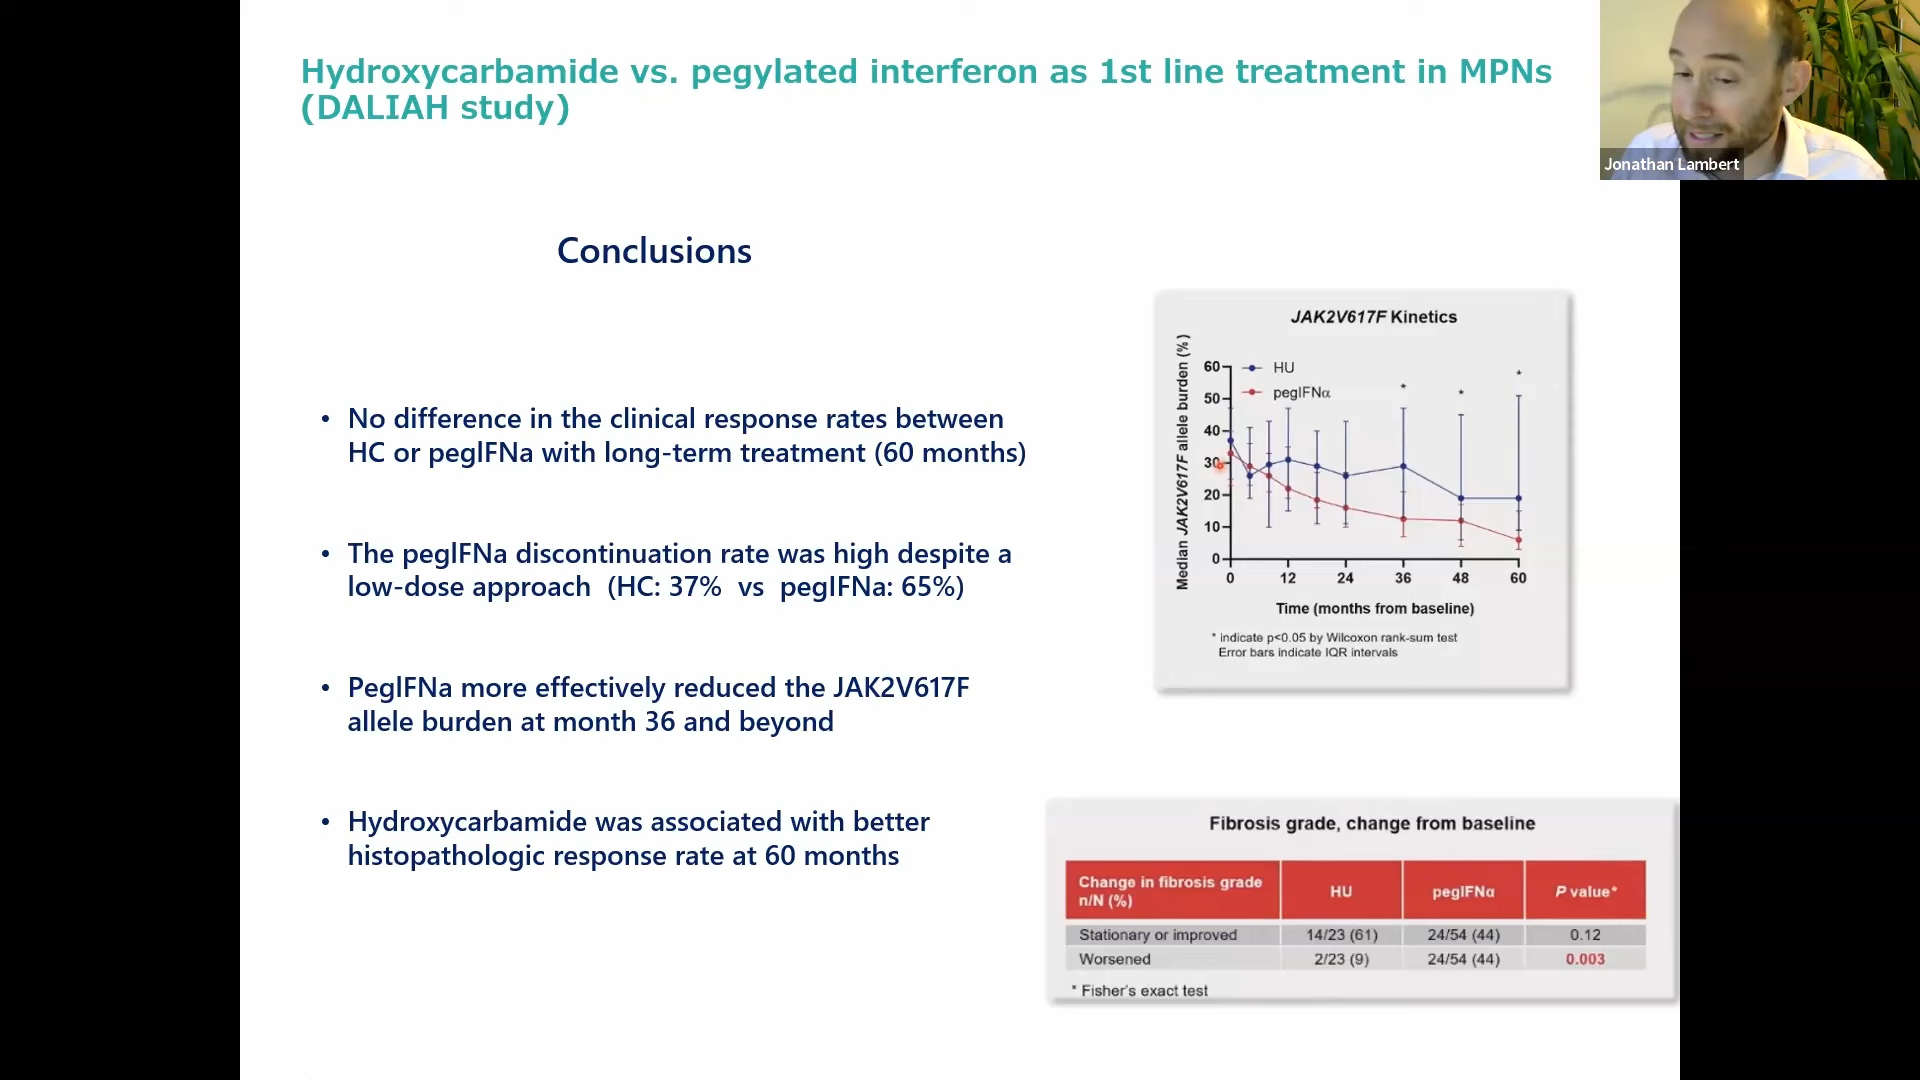 Hydroxycarbamide vs. pegylated interferon as 1st line treatment in MPNs
(DALIAH study)
Jonathan Lambert
Conclusions
• No difference in the clinical response rates between
HC or peglFNa with long-term treatment (60 months)
• The peglFNa discontinuation rate was high despite a
low-dose approach (HC: 37% vs pegIFNa: 65%)
• PeglFNa more effectively reduced the JAK2V617F
allele burden at month 36 and beyond
• Hydroxycarbamide was associated with better
histopathologic response rate at 60 months
JAK2V617F Kinetics
Median JAK2V617F allele burden (%)
60
50
40
30
20
10
0
HU
pegIFNα
* * *
0 12 24 36 48 60
Time (months from baseline)
* indicate p<0.05 by Wilcoxon rank-sum test
Error bars indicate IQR intervals
Fibrosis grade, change from baseline
Change in fibrosis grade
n/N (%)
HU pegIFNα P value*
Stationary or improved 14/23 (61) 24/54 (44) 0.12
Worsened 2/23 (9) 24/54 (44) 0.003
* Fisher's exact test